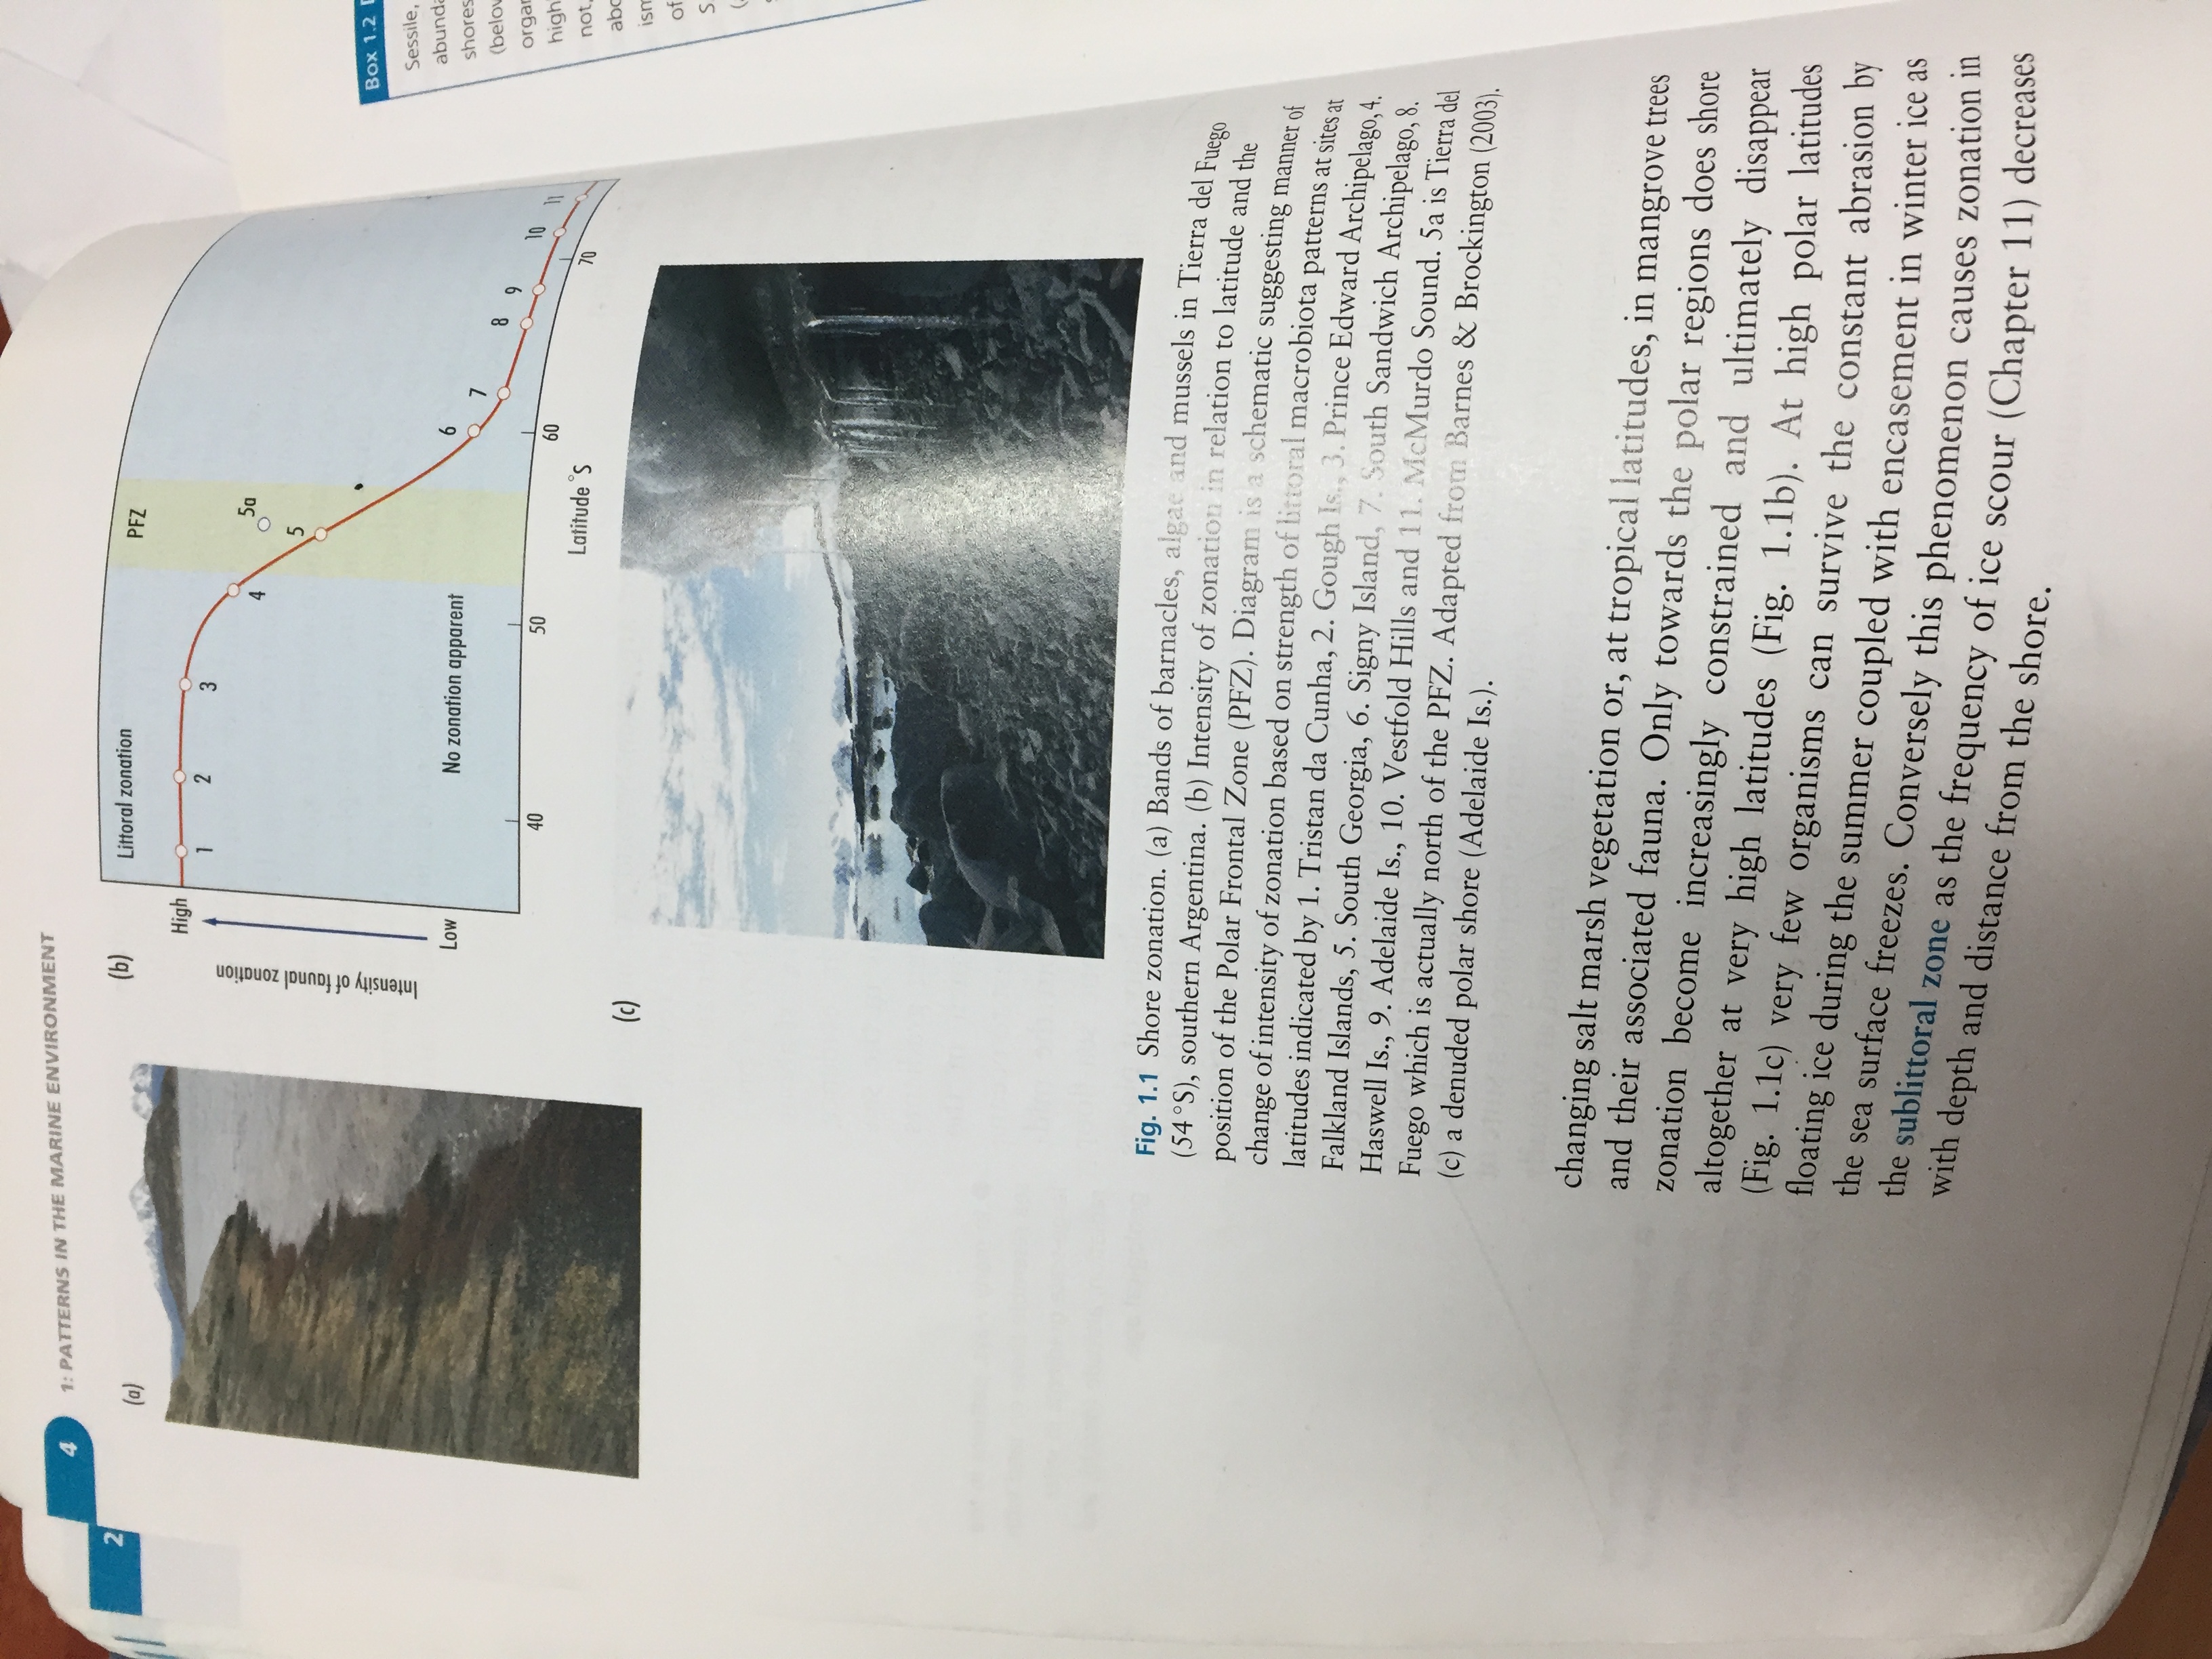 4
1: PATTERNS IN THE MARINE ENVIRONMENT
2
(a)
(b)
Littoral zonation
PFZ
High
Intensity of faunal zonation
Low
1
2
3
4
5a
5
6
7
8
9
10
11
No zonation apparent
40
50
60
70
Latitude °S
(c)
Fig. 1.1 Shore zonation. (a) Bands of barnacles, algae and mussels in Tierra del Fuego
(54 °S), southern Argentina. (b) Intensity of zonation in relation to latitude and the
position of the Polar Frontal Zone (PFZ). Diagram is a schematic suggesting manner of
change of intensity of zonation based on strength of littoral macrobiota patterns at sites at
latitudes indicated by 1. Tristan da Cunha, 2. Gough Is., 3. Prince Edward Archipelago, 4.
Falkland Islands, 5. South Georgia, 6. Signy Island, 7. South Sandwich Archipelago, 8.
Haswell Is., 9. Adelaide Is., 10. Vestfold Hills and 11. McMurdo Sound. 5a is Tierra del
Fuego which is actually north of the PFZ. Adapted from Barnes & Brockington (2003).
(c) a denuded polar shore (Adelaide Is.).
changing salt marsh vegetation or, at tropical latitudes, in mangrove trees
and their associated fauna. Only towards the polar regions does shore
zonation become increasingly constrained and ultimately disappear
altogether at very high latitudes (Fig. 1.1b). At high polar latitudes
(Fig. 1.1c) very few organisms can survive the constant abrasion by
floating ice during the summer coupled with encasement in winter ice as
the sea surface freezes. Conversely this phenomenon causes zonation in
the sublittoral zone as the frequency of ice scour (Chapter 11) decreases
with depth and distance from the shore.
Box 1.2
Sessile,
shores
(below
high
not,
of